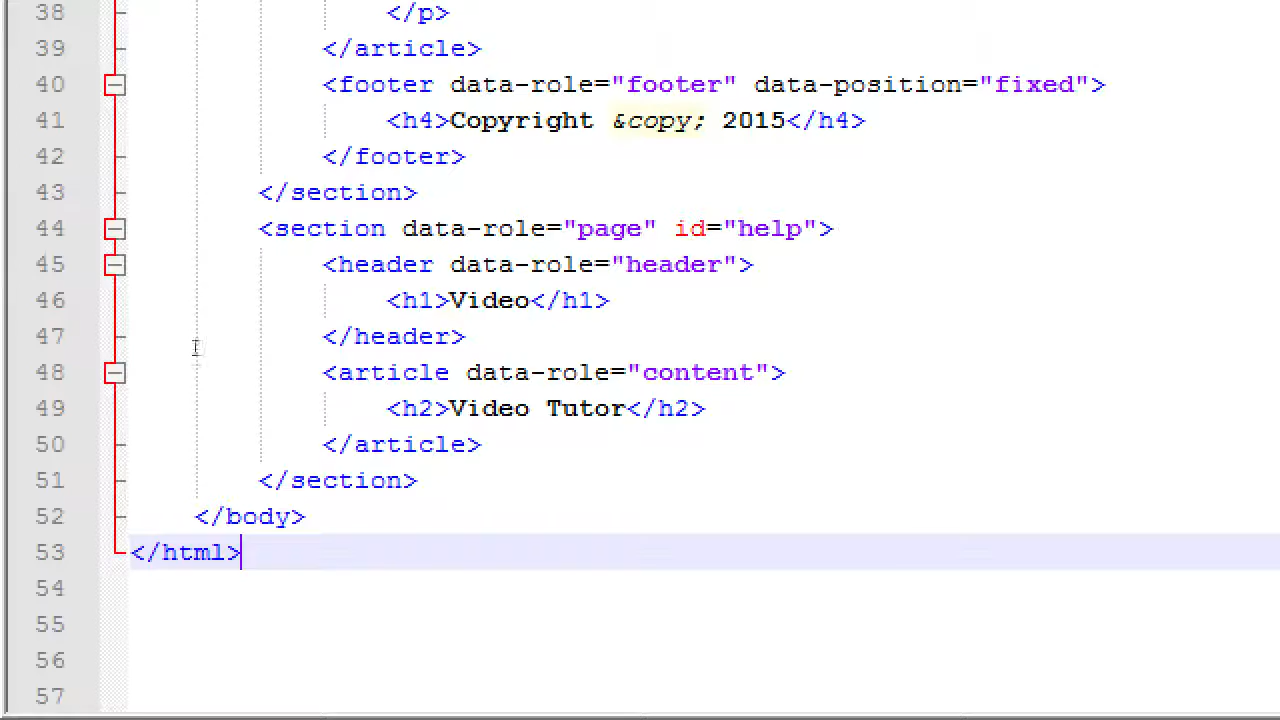 38 </p>
39 </article>
40 <footer data-role="footer" data-position="fixed">
41 <h4>Copyright &copy; 2015</h4>
42 </footer>
43 </section>
44 <section data-role="page" id="help">
45 <header data-role="header">
46 <h1>Video</h1>
47 </header>
48 <article data-role="content">
49 <h2>Video Tutor</h2>
50 </article>
51 </section>
52 </body>
53 </html>
54
55
56
57